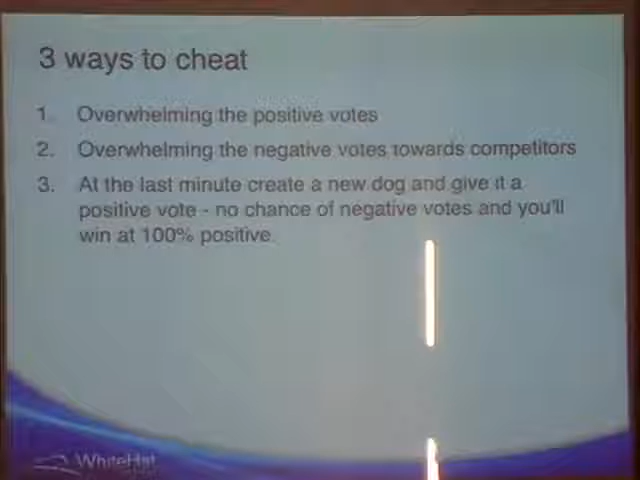 3 ways to cheat
1. Overwhelming the positive votes
2. Overwhelming the negative votes towards competitors
3. At the last minute create a new dog and give it a
positive vote - no chance of negative votes and you'll
win at 100% positive.
WhiteHat